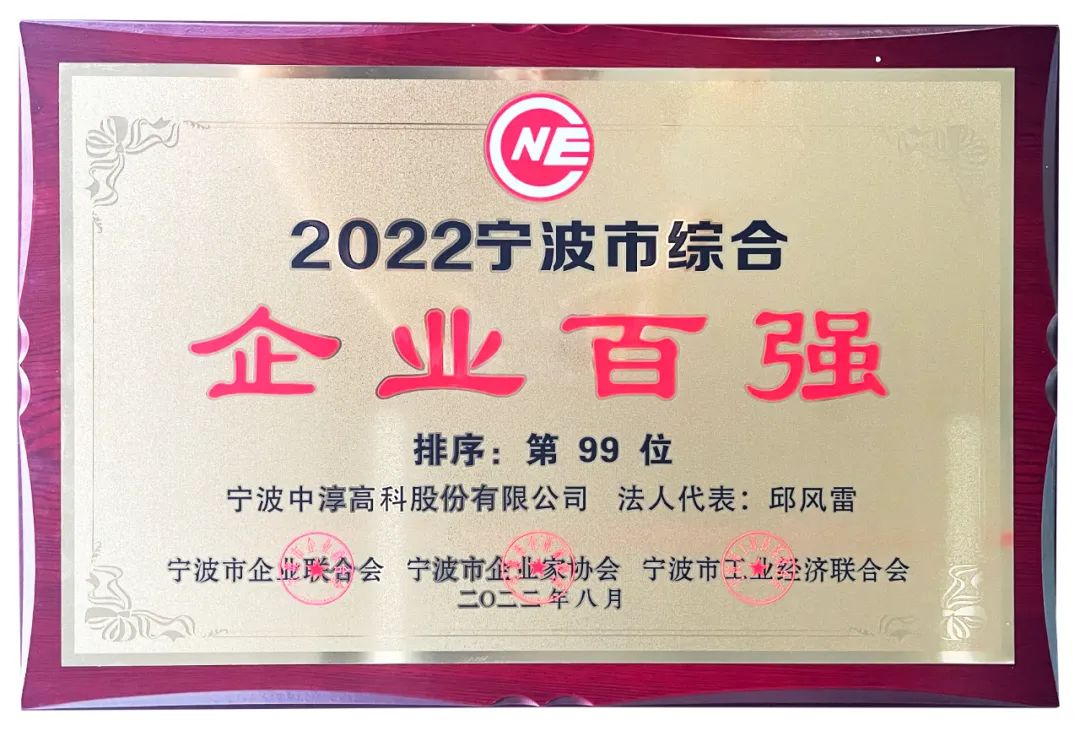 CNE
2022宁波市综合
企业百强
排序：第 99 位
宁波中淳高科股份有限公司 法人代表：邱风雷
宁波市企业联合会 宁波市企业家协会 宁波市工业经济联合会
二〇二二年八月